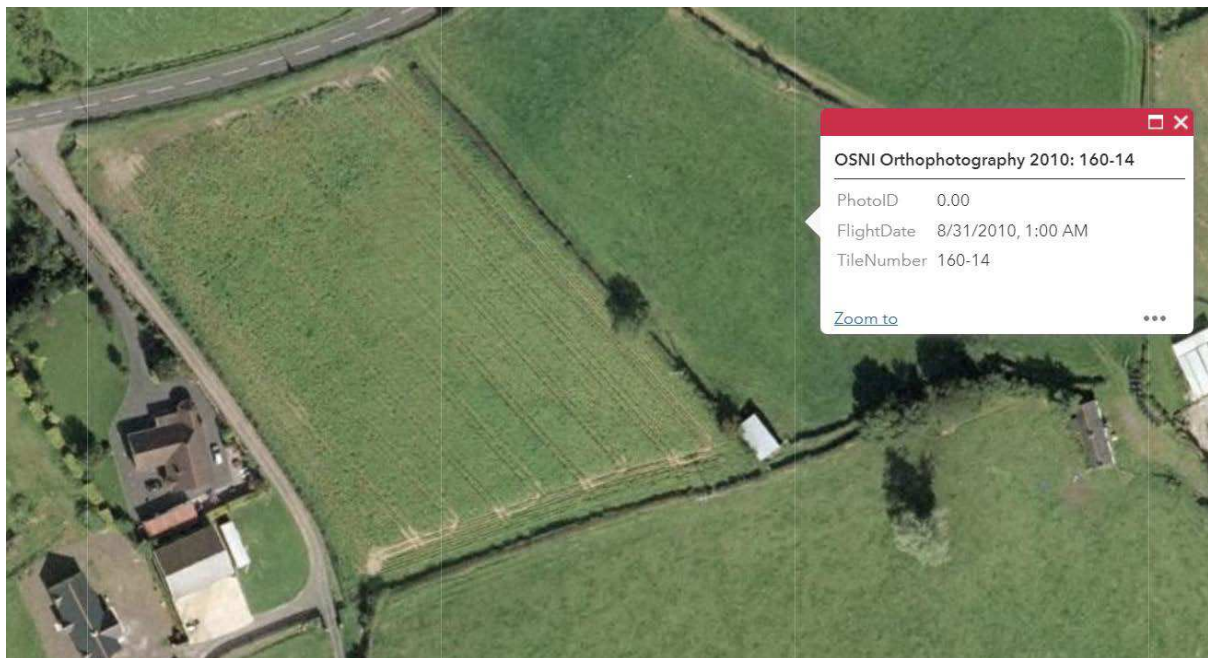 OSNI Orthophotography 2010: 160-14
PhotoID 0.00
FlightDate 8/31/2010, 1:00 AM
TileNumber 160-14
Zoom to